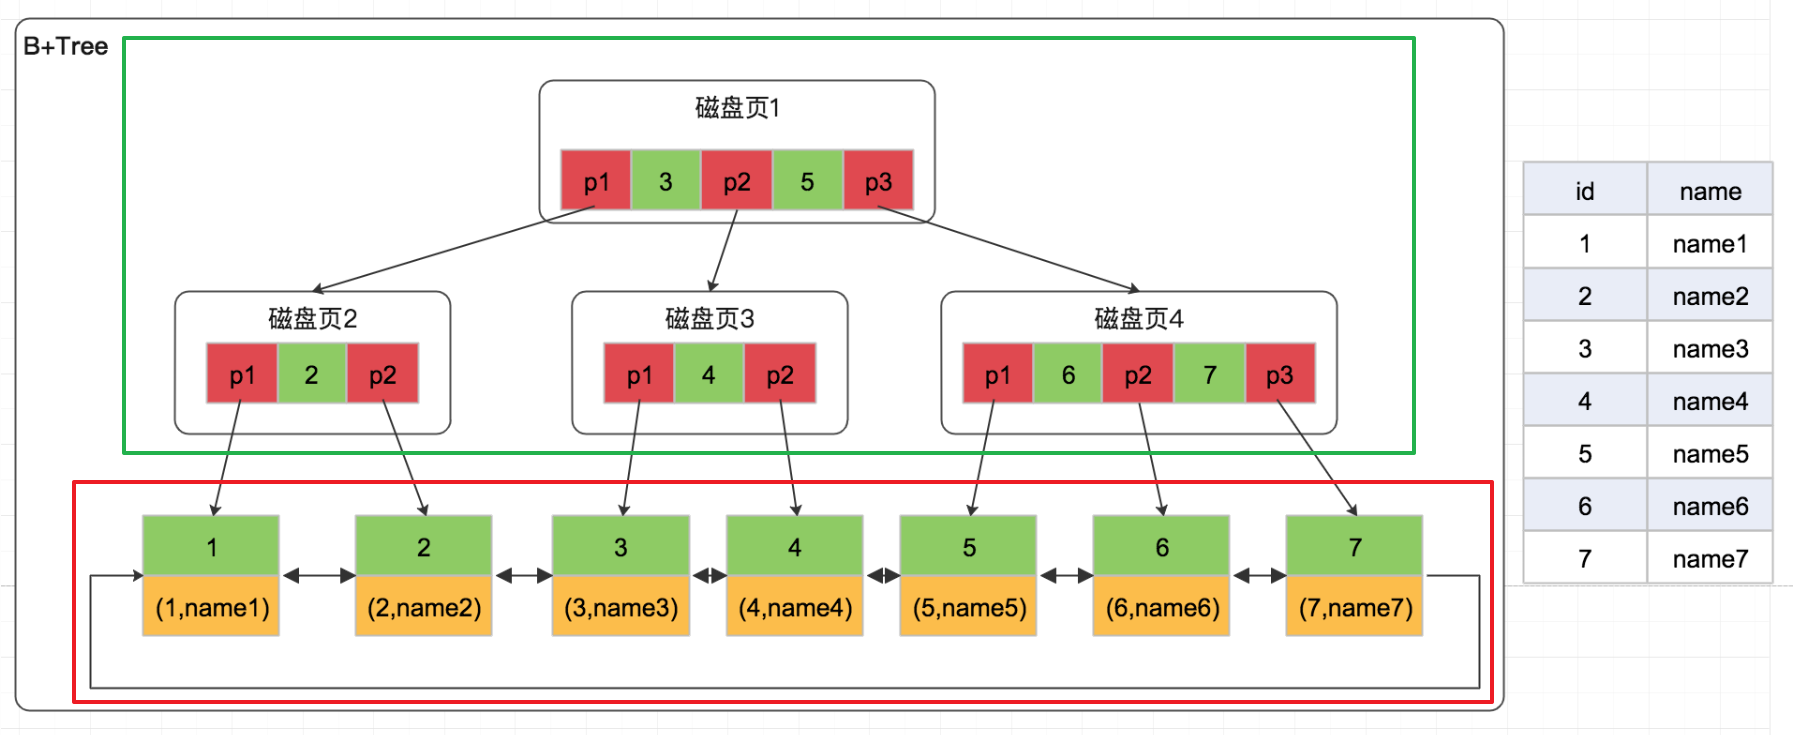 B+Tree
磁盘页1
p1 3 p2 5 p3
磁盘页2
磁盘页3
磁盘页4
p1 2 p2
p1 4 p2
p1 6 p2 7 p3
1 2 3 4 5 6 7
(1,name1) (2,name2) (3,name3) (4,name4) (5,name5) (6,name6) (7,name7)
id name
1 name1
2 name2
3 name3
4 name4
5 name5
6 name6
7 name7